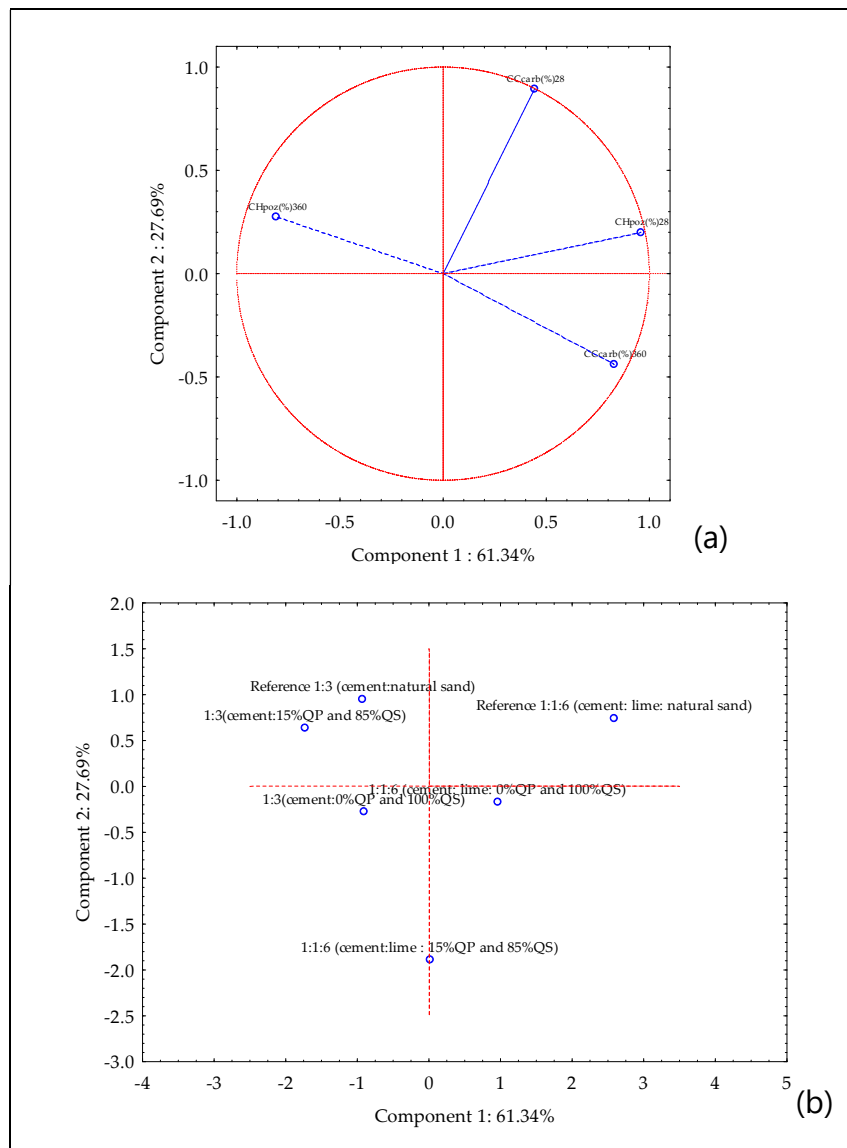 1.0
0.5
0.0
-0.5
-1.0
Component 2 : 27.69%
CCcarb(%)28
CHpoz(%)360
CHpoz(%)28
CCcarb(%)360
-1.0 -0.5 0.0 0.5 1.0
Component 1 : 61.34%
(a)
2.0
1.5
1.0
0.5
0.0
-0.5
-1.0
-1.5
-2.0
-2.5
-3.0
Component 2: 27.69%
Reference 1:3 (cement:natural sand)
Reference 1:1:6 (cement: lime: natural sand)
1:3(cement:15%QP and 85%QS)
1:1:6 (cement: lime: 0%QP and 100%QS)
1:3(cement:0%QP and 100%QS)
1:1:6 (cement:lime : 15%QP and 85%QS)
-4 -3 -2 -1 0 1 2 3 4 5
Component 1: 61.34%
(b)